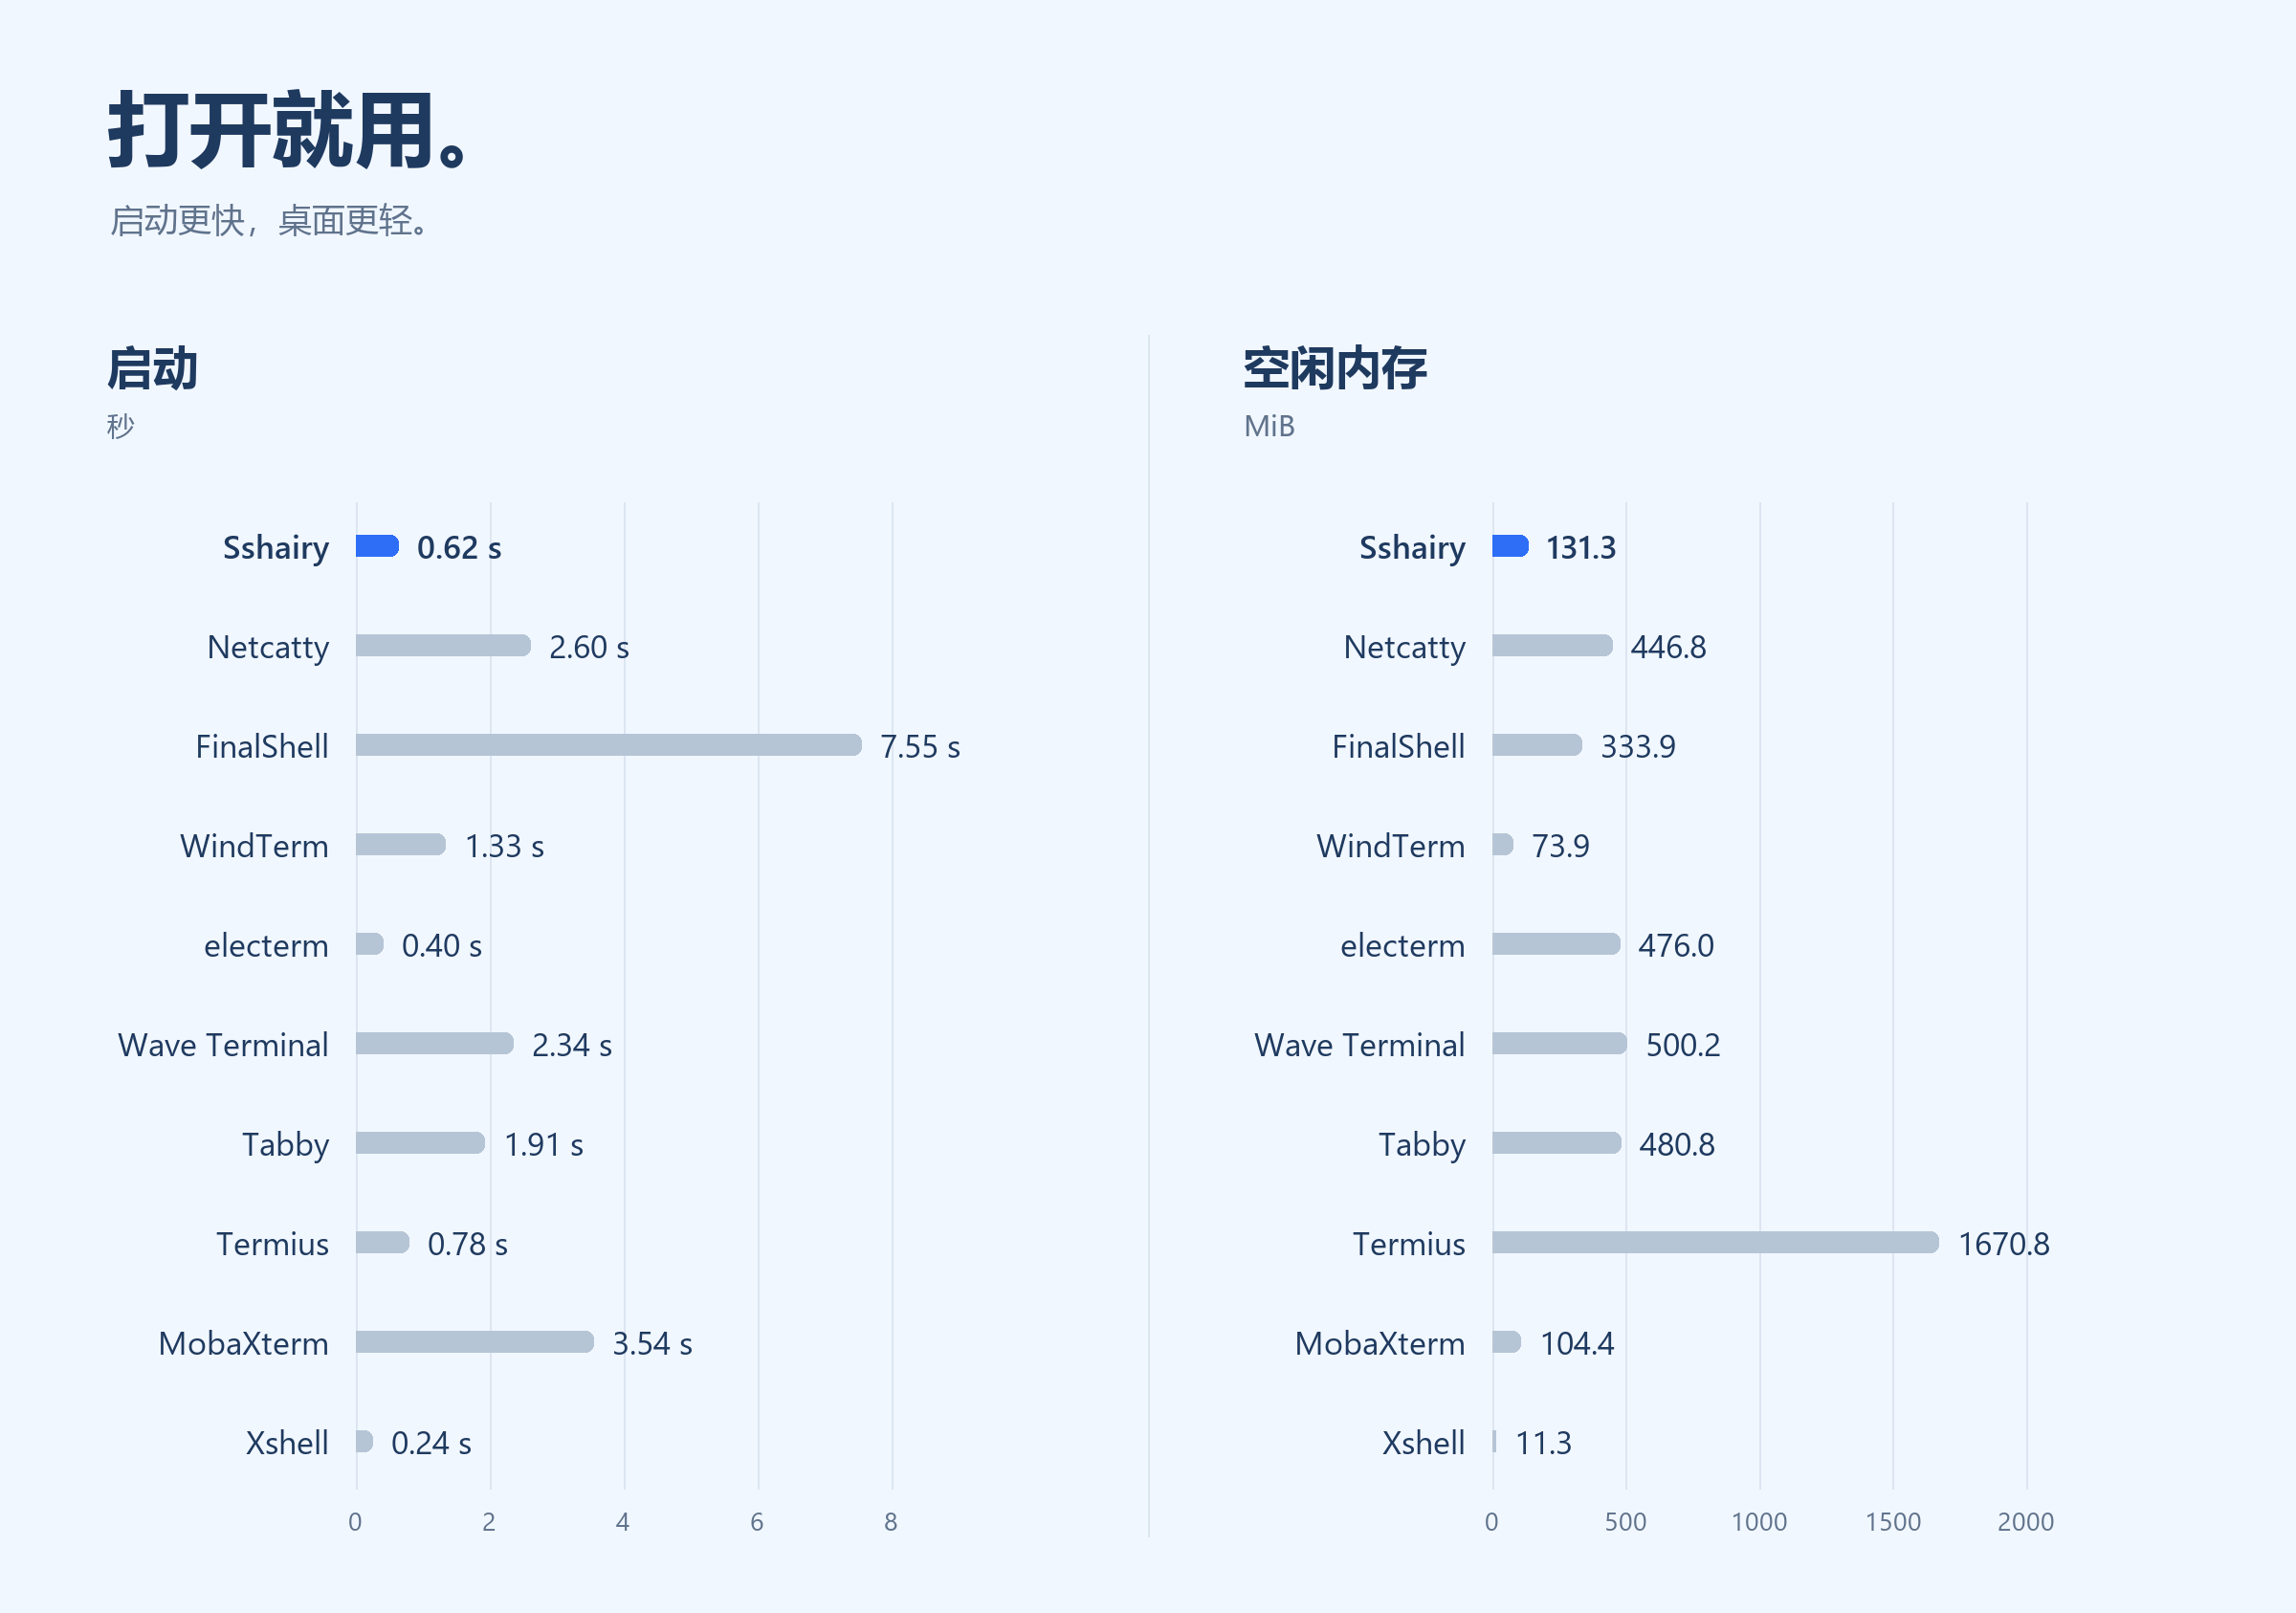 打开就用。
启动更快，桌面更轻。
启动
秒
Sshairy 0.62 s
Netcatty 2.60 s
FinalShell 7.55 s
WindTerm 1.33 s
electerm 0.40 s
Wave Terminal 2.34 s
Tabby 1.91 s
Termius 0.78 s
MobaXterm 3.54 s
Xshell 0.24 s
0 2 4 6 8
空闲内存
MiB
Sshairy 131.3
Netcatty 446.8
FinalShell 333.9
WindTerm 73.9
electerm 476.0
Wave Terminal 500.2
Tabby 480.8
Termius 1670.8
MobaXterm 104.4
Xshell 11.3
0 500 1000 1500 2000